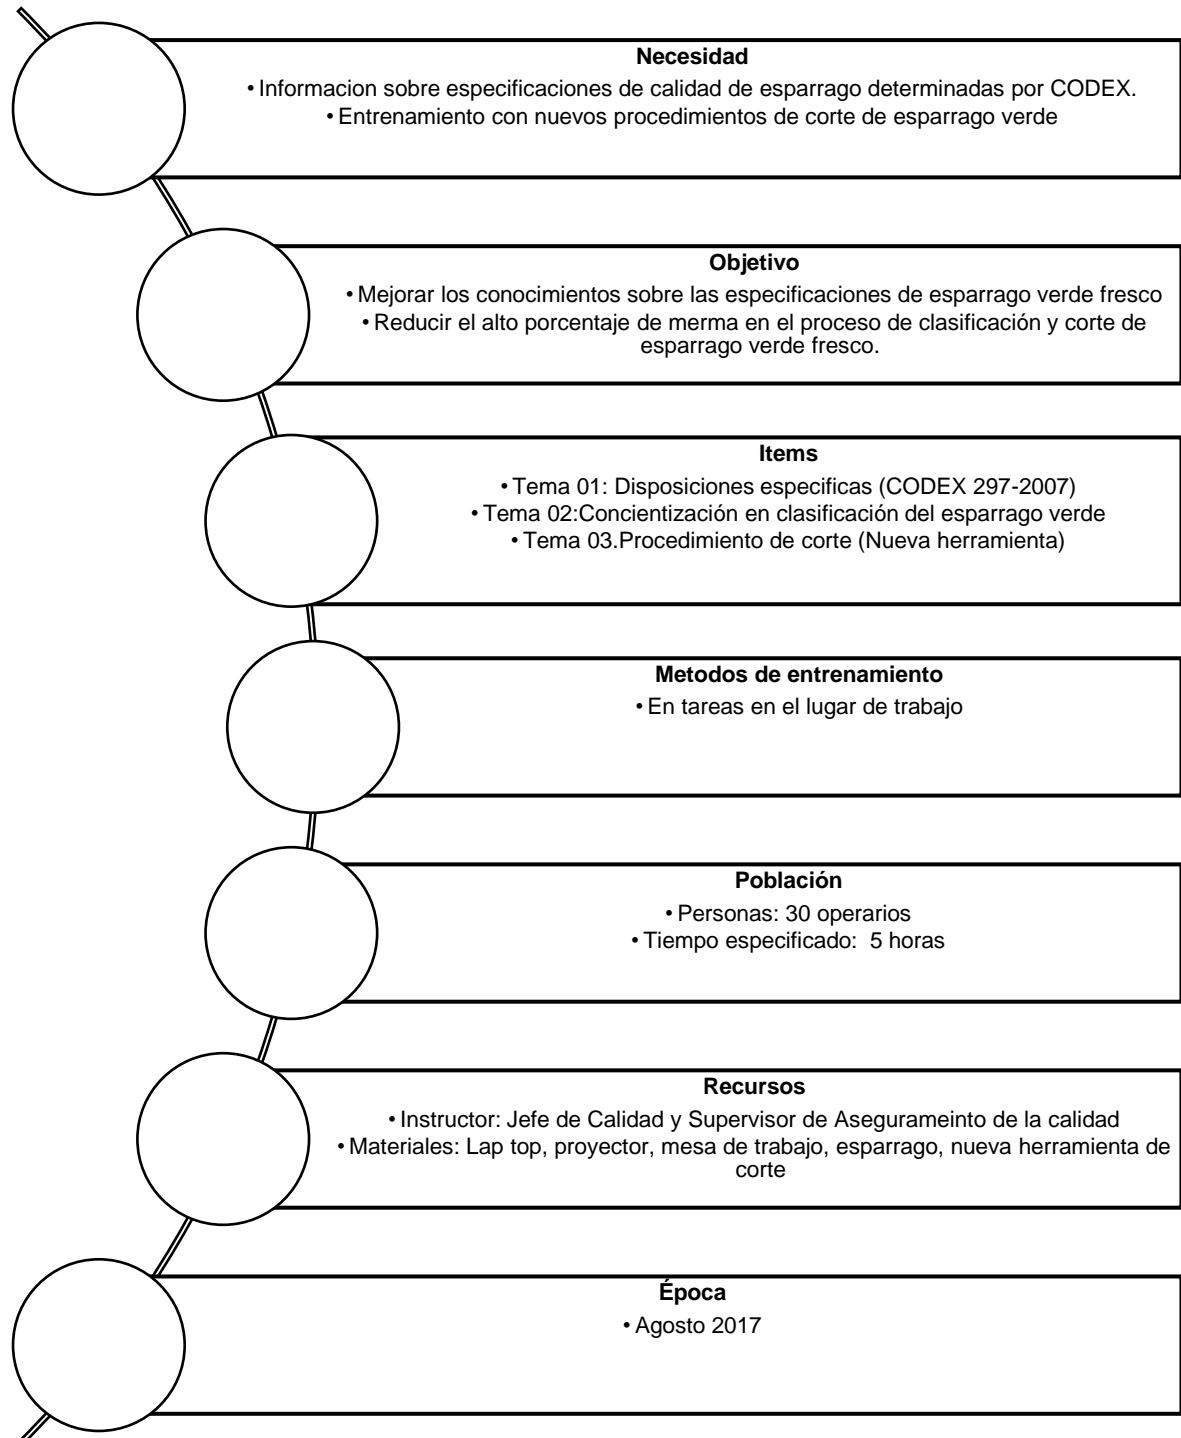 Necesidad
• Informacion sobre especificaciones de calidad de esparrago determinadas por CODEX.
• Entrenamiento con nuevos procedimientos de corte de esparrago verde
Objetivo
• Mejorar los conocimientos sobre las especificaciones de esparrago verde fresco
• Reducir el alto porcentaje de merma en el proceso de clasificación y corte de
esparrago verde fresco.
Items
• Tema 01: Disposiciones especificas (CODEX 297-2007)
• Tema 02:Concientización en clasificación del esparrago verde
• Tema 03.Procedimiento de corte (Nueva herramienta)
Metodos de entrenamiento
• En tareas en el lugar de trabajo
Población
• Personas: 30 operarios
• Tiempo especificado:  5 horas
Recursos
• Instructor: Jefe de Calidad y Supervisor de Asegurameinto de la calidad
• Materiales: Lap top, proyector, mesa de trabajo, esparrago, nueva herramienta de
corte
Época
• Agosto 2017